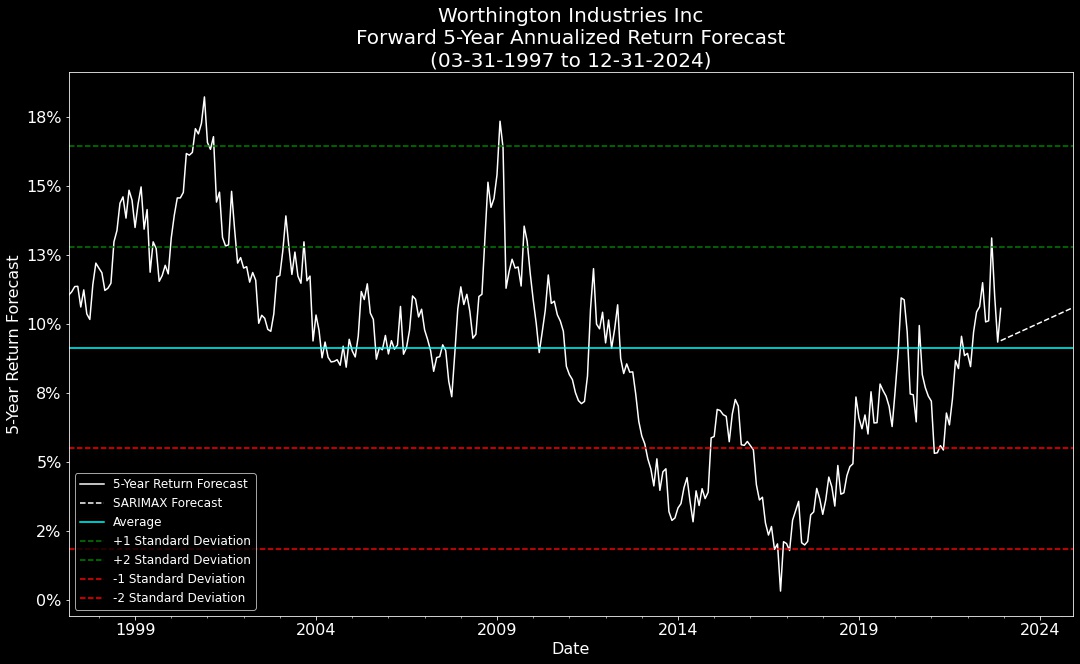 Worthington Industries Inc
Forward 5-Year Annualized Return Forecast
(03-31-1997 to 12-31-2024)
18%
15%
13%
10%
8%
5%
2%
0%
5-Year Return Forecast
5-Year Return Forecast
SARIMAX Forecast
Average
+1 Standard Deviation
+2 Standard Deviation
-1 Standard Deviation
-2 Standard Deviation
1999 2004 2009 2014 2019 2024
Date